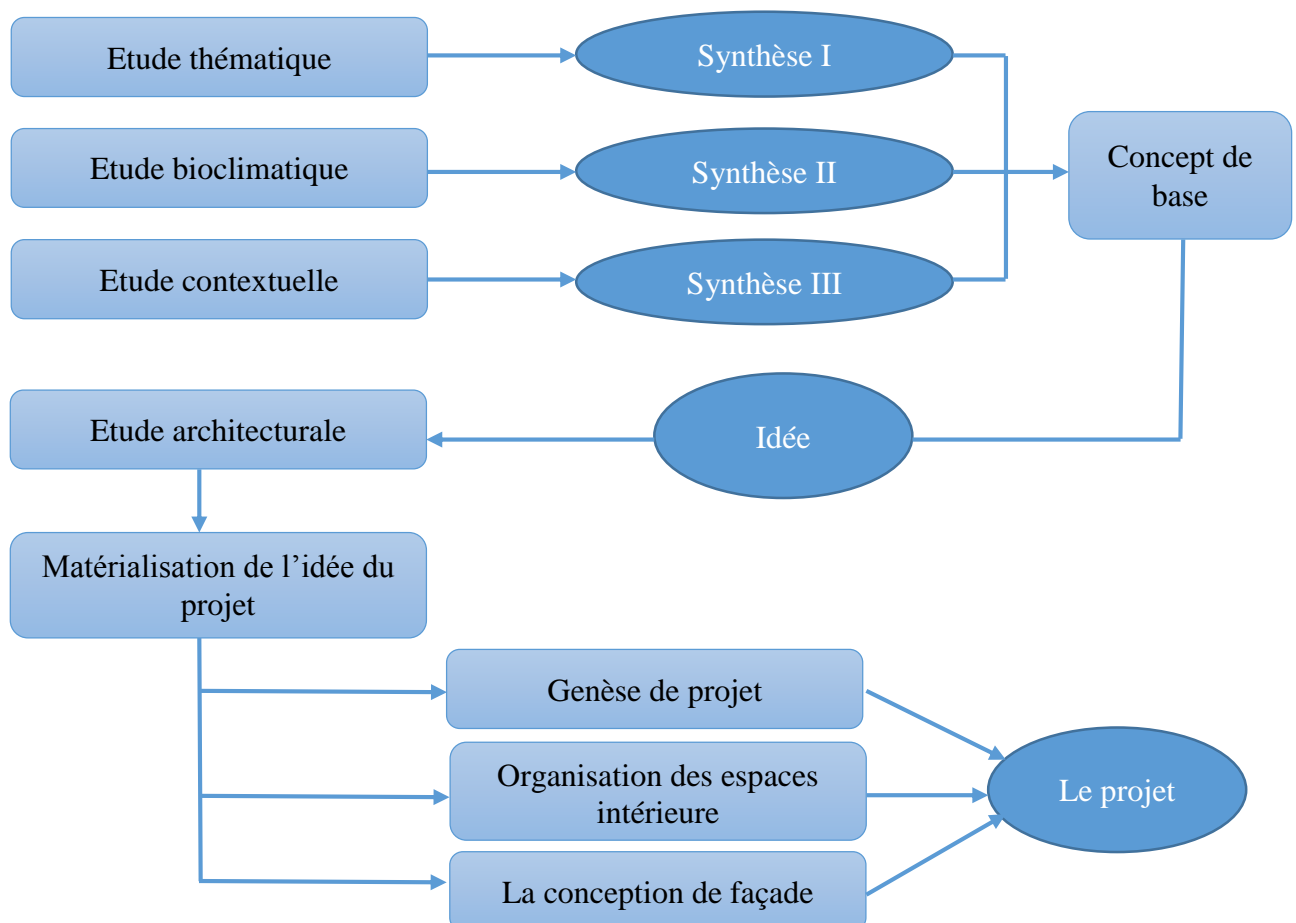 Etude thématique
Synthèse I
Etude bioclimatique
Synthèse II
Concept de
base
Etude contextuelle
Synthèse III
Etude architecturale
Idée
Matérialisation de l’idée du
projet
Genèse de projet
Organisation des espaces
intérieure
Le projet
La conception de façade